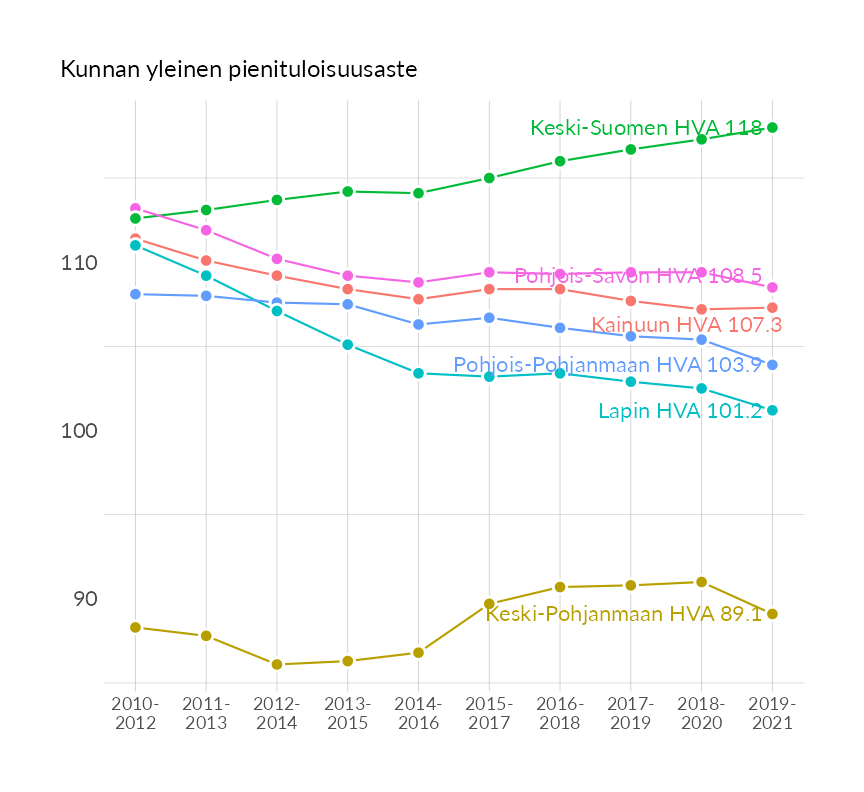 Kunnan yleinen pienituloisuusaste
Keski-Suomen HVA 118
110
Pohjois-Savon HVA 108.5
Kainuun HVA 107.3
Pohjois-Pohjanmaan HVA 103.9
Lapin HVA 101.2
100
90
Keski-Pohjanmaan HVA 89.1
2010- 2011- 2012- 2013- 2014- 2015- 2016- 2017- 2018- 2019-
2012 2013 2014 2015 2016 2017 2018 2019 2020 2021